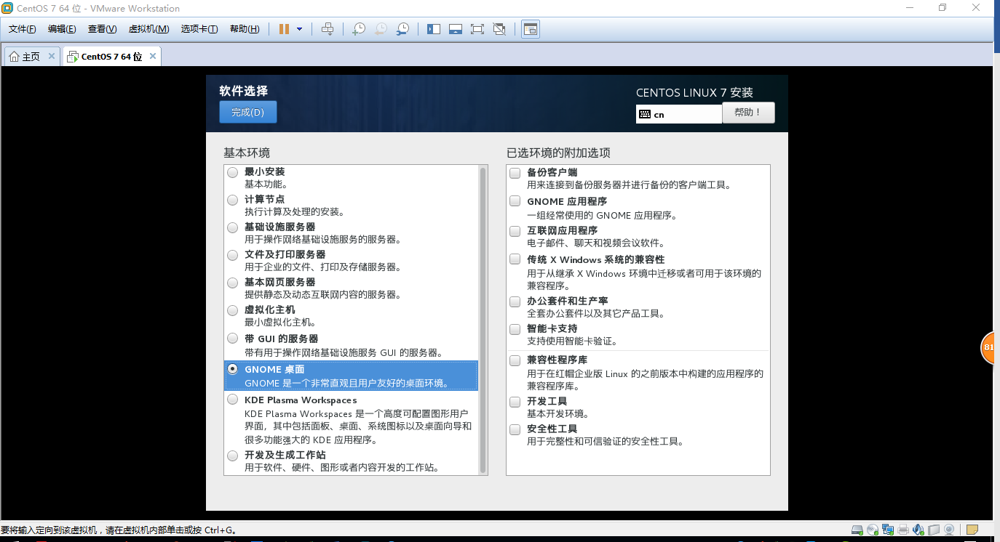 CentOS 7 64 位 - VMware Workstation
文件(F) 编辑(E) 查看(V) 虚拟机(M) 选项卡(T) 帮助(H)
主页 CentOS 7 64 位
软件选择
完成(D)
CENTOS LINUX 7 安装
cn
帮助！
基本环境
最小安装
基本功能。
计算节点
执行计算及处理的安装。
基础设施服务器
用于操作网络基础设施服务的服务器。
文件及打印服务器
用于企业的文件、打印及存储服务器。
基本网页服务器
提供静态及动态互联网内容的服务器。
虚拟化主机
最小虚拟化主机。
带 GUI 的服务器
带有用于操作网络基础设施服务 GUI 的服务器。
GNOME 桌面
GNOME 是一个非常直观且用户友好的桌面环境。
KDE Plasma Workspaces
KDE Plasma Workspaces 是一个高度可配置图形用户
界面，其中包括面板、桌面、系统图标以及桌面向导和
很多功能强大的 KDE 应用程序。
开发及生成工作站
用于软件、硬件、图形或者内容开发的工作站。
已选环境的附加选项
备份客户端
用来连接到备份服务器并进行备份的客户端工具。
GNOME 应用程序
一组经常使用的 GNOME 应用程序。
互联网应用程序
电子邮件、聊天和视频会议软件。
传统 X Windows 系统的兼容性
用于从继承 X Windows 环境中迁移或者可用于该环境的
兼容程序。
办公套件和生产率
全套办公套件以及其它产品工具。
智能卡支持
支持使用智能卡验证。
兼容性程序库
用于在红帽企业版 Linux 的之前版本中构建的应用程序的
兼容程序库。
开发工具
基本开发环境。
安全性工具
用于完整性和可信验证的安全性工具。
81
要将输入定向到该虚拟机，请在虚拟机内部单击或按 Ctrl+G。